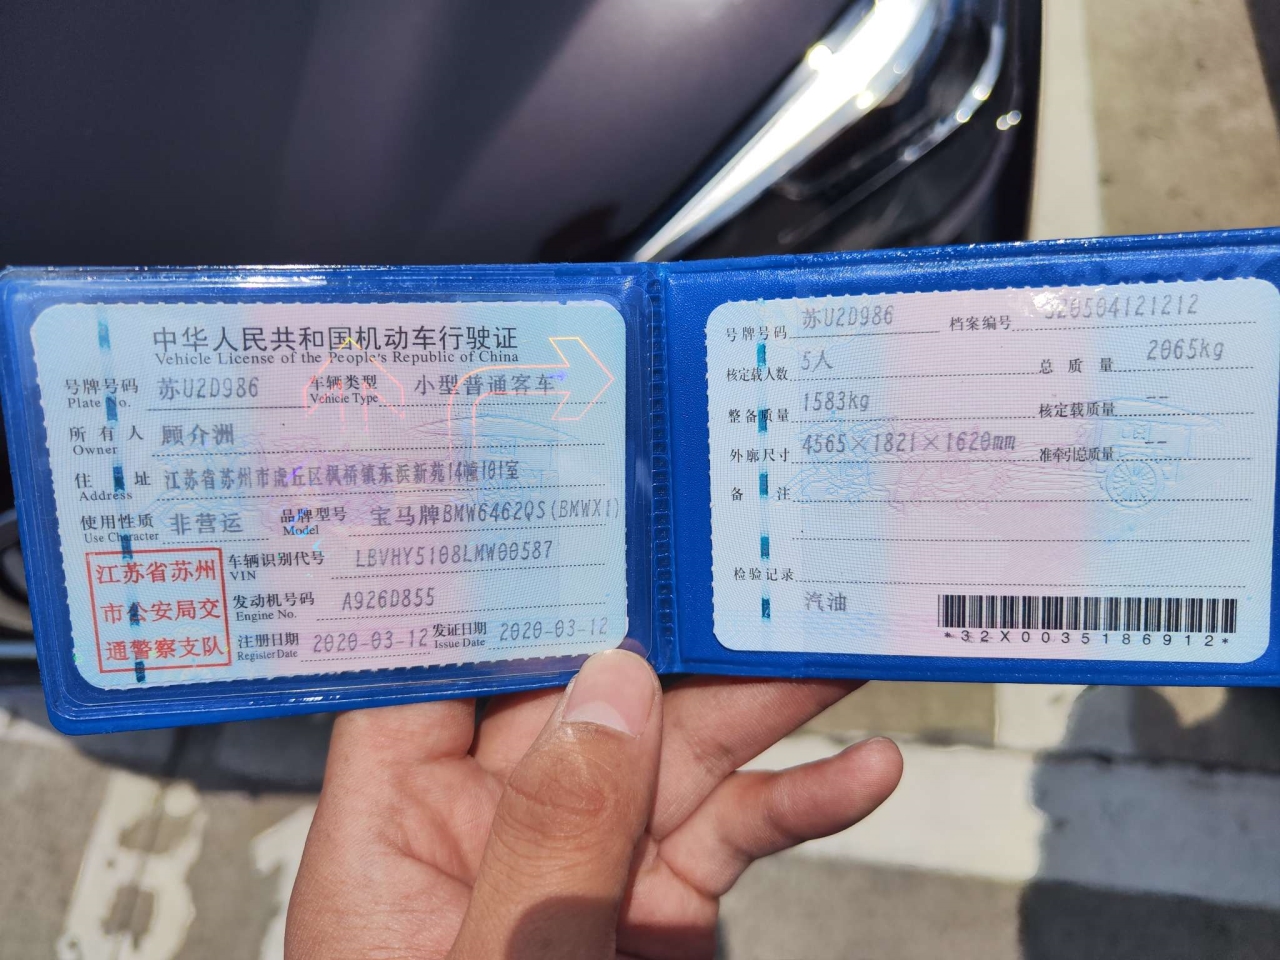 中华人民共和国机动车行驶证
Vehicle License of the People's Republic of China
号牌号码 苏U2D986 车辆类型 小型普通客车
Plate No. Vehicle Type
所有人 顾介洲
Owner
住址 江苏省苏州市虎丘区枫桥镇东浜新苑14幢101室
Address
使用性质 非营运 品牌型号 宝马牌BMW6462QS(BMWX1)
Use Character Model
江苏省苏州
市公安局交
通警察支队
车辆识别代号 LBVHY5108LMW00587
VIN
发动机号码 A926D855
Engine No.
注册日期 2020-03-12 发证日期 2020-03-12
Register Date Issue Date
号牌号码 苏U2D986 档案编号 320504121212
核定载人数 5人 总质量 2065kg
整备质量 1583kg 核定载质量 --
外廓尺寸 4565×1821×1620mm 准牵引总质量 --
备注
检验记录
汽油
*32X0035186912*